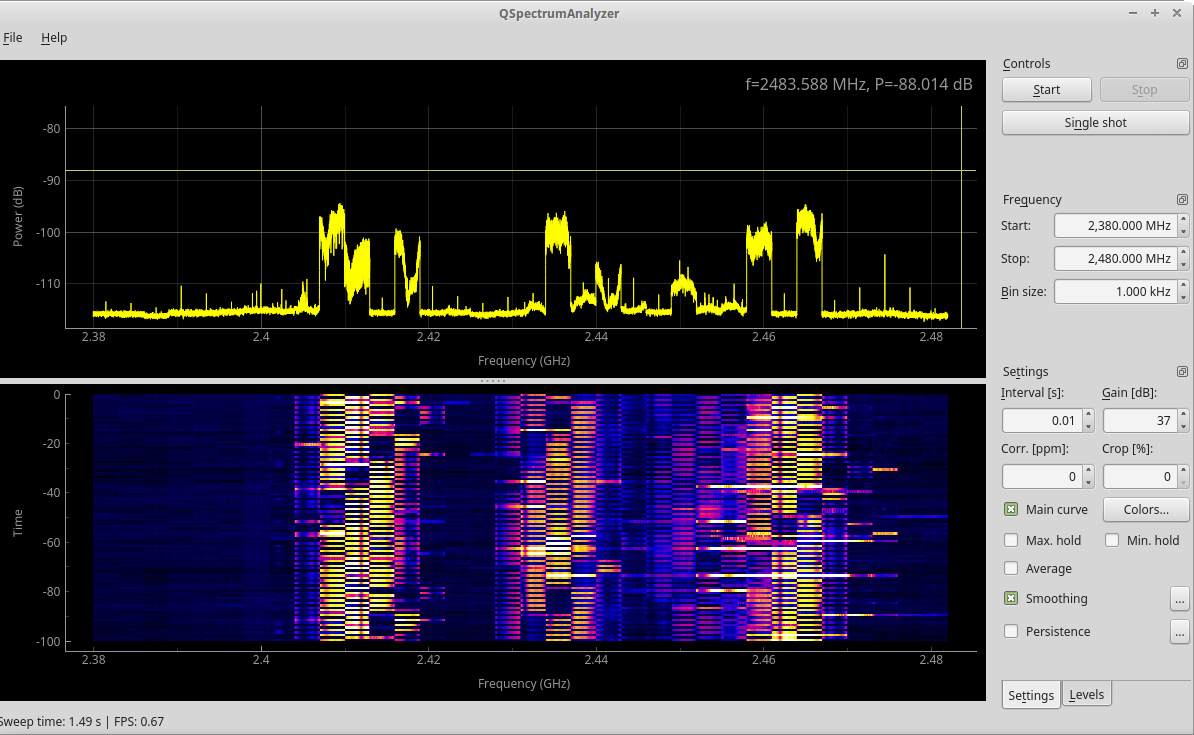 QSpectrumAnalyzer
File Help
f=2483.588 MHz, P=-88.014 dB
-80
-90
-100
-110
Power (dB)
2.38 2.4 2.42 2.44 2.46 2.48
Frequency (GHz)
0
-20
-40
-60
-80
-100
Time
2.38 2.4 2.42 2.44 2.46 2.48
Frequency (GHz)
Controls
Start Stop
Single shot
Frequency
Start: 2,380.000 MHz
Stop: 2,480.000 MHz
Bin size: 1.000 kHz
Settings
Interval [s]: Gain [dB]:
0.01 37
Corr. [ppm]: Crop [%]:
0 0
Main curve Colors...
Max. hold Min. hold
Average
Smoothing ...
Persistence ...
Settings Levels
Sweep time: 1.49 s | FPS: 0.67